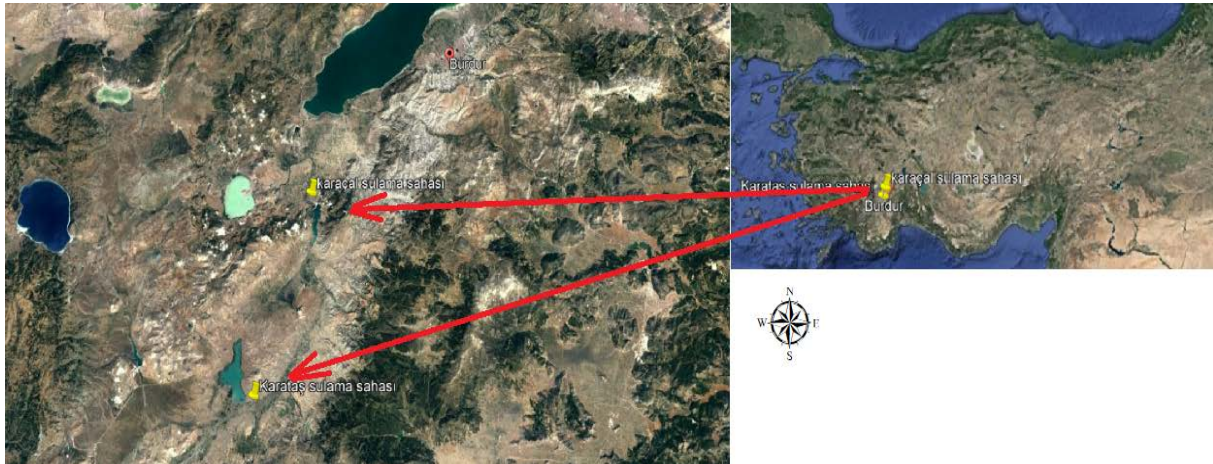 Burdur
karaçal sulama sahası
Karataş sulama sahası
karaçal sulama sahası
Karataş sulama sahası
Burdur
N
W E
S